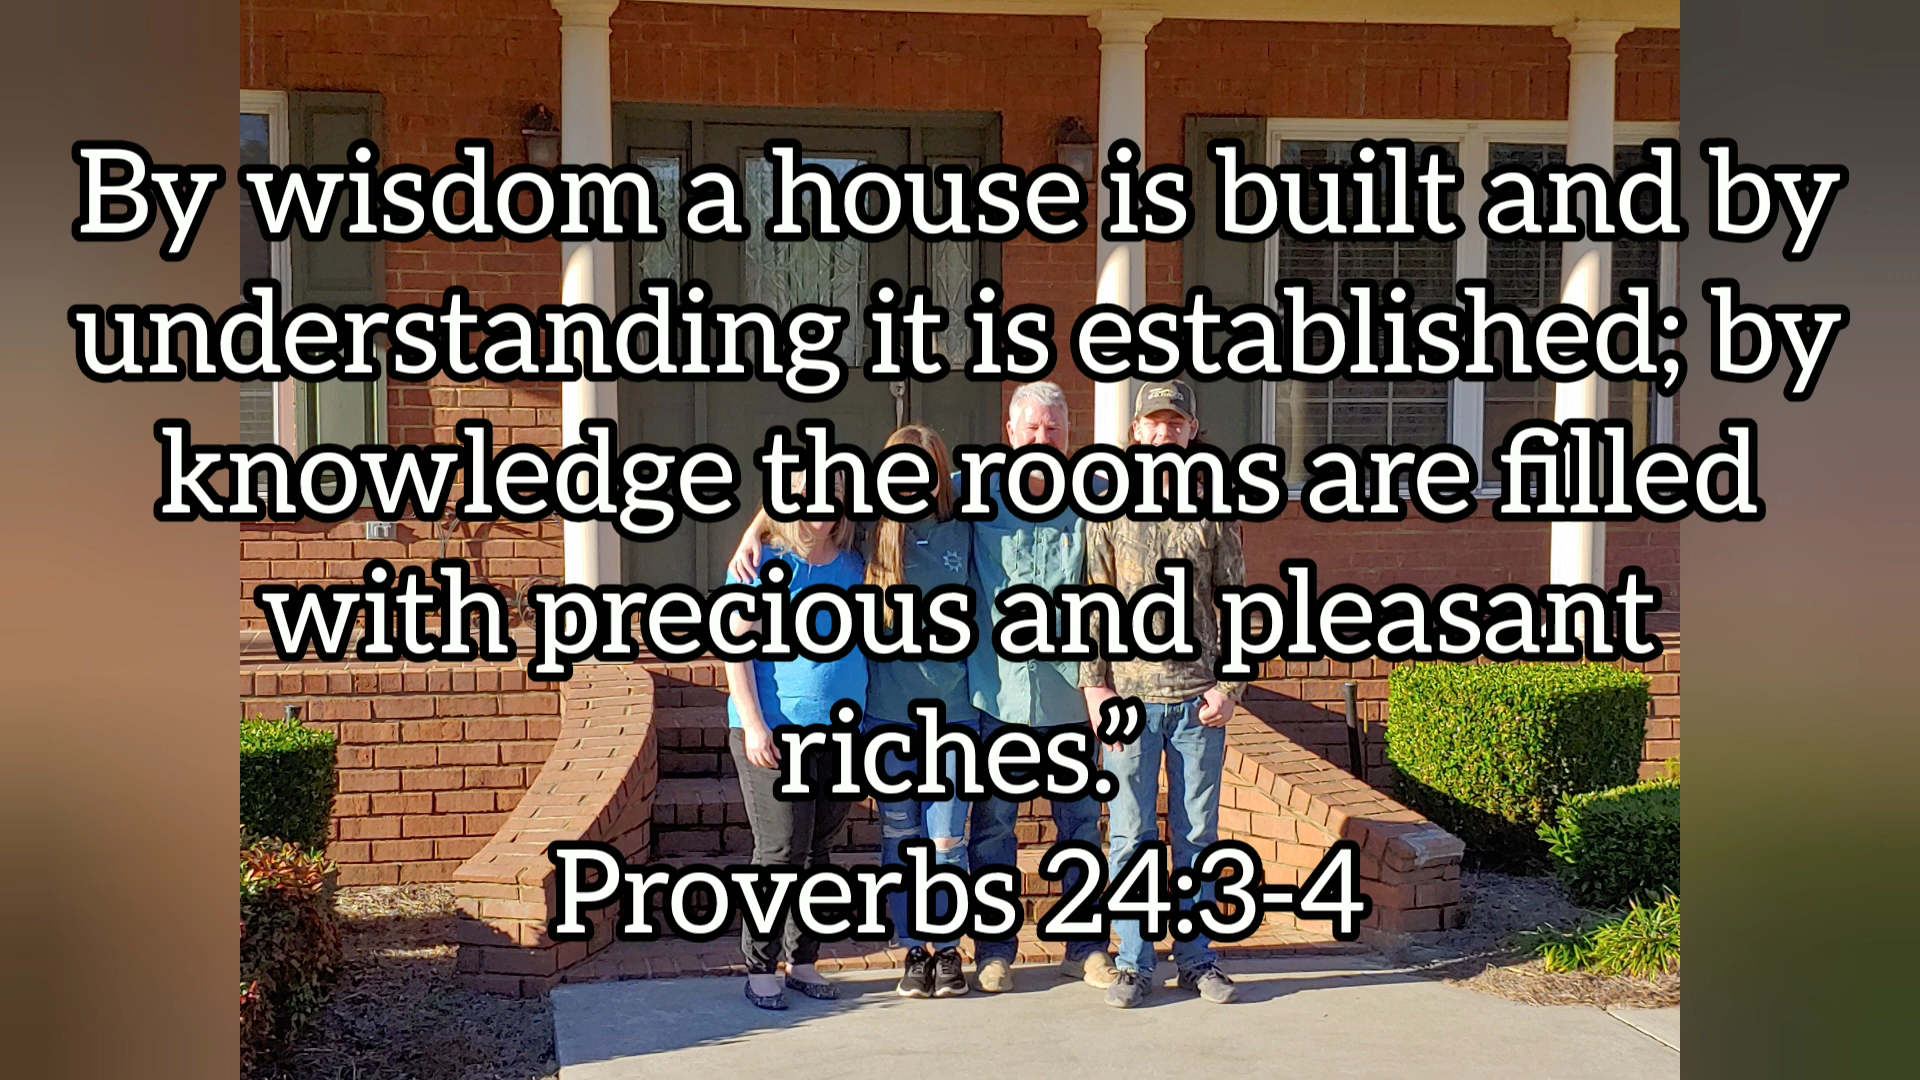 By wisdom a house is built and by
understanding it is established; by
knowledge the rooms are filled
with precious and pleasant
riches.”
Proverbs 24:3-4